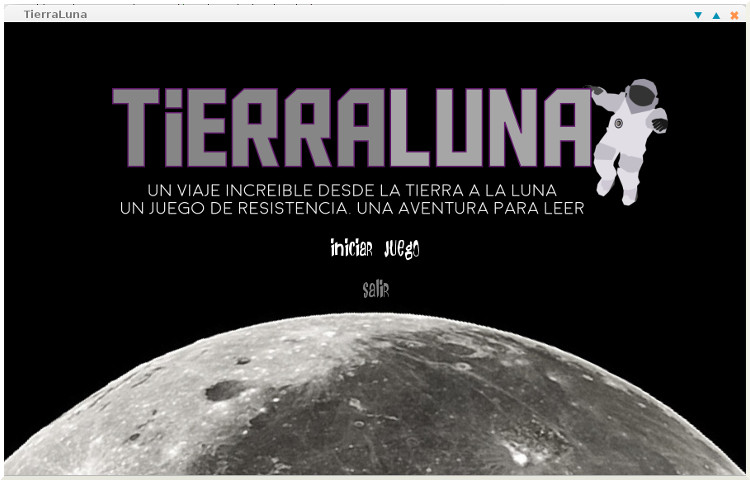 TierraLuna
TiERRALUNA
UN VIAJE INCREIBLE DESDE LA TIERRA A LA LUNA
UN JUEGO DE RESISTENCIA. UNA AVENTURA PARA LEER
iniciar juego
salir